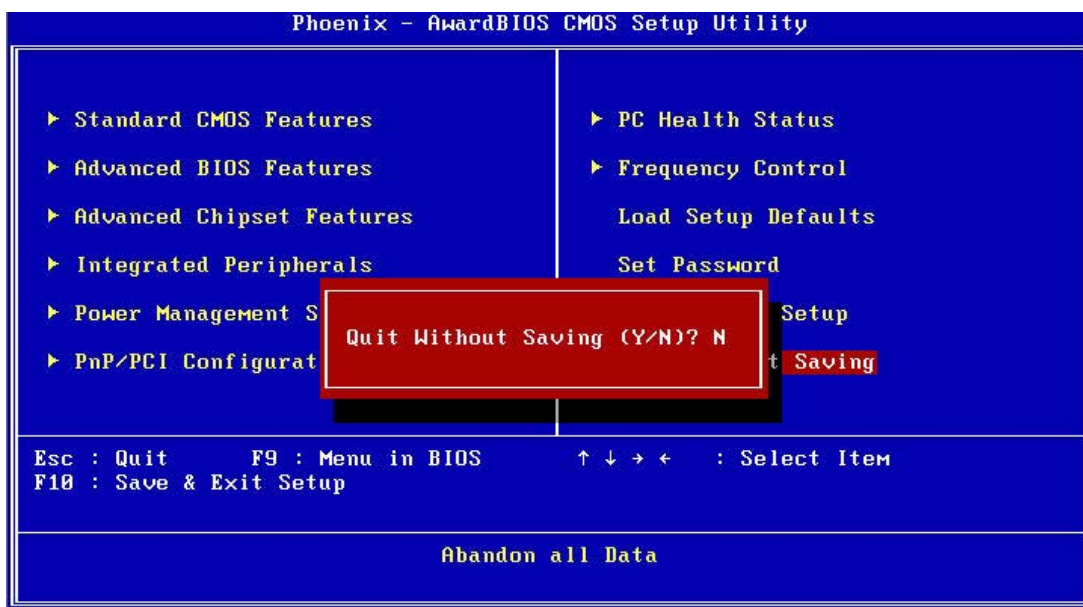 Phoenix - AwardBIOS CMOS Setup Utility
Standard CMOS Features
Advanced BIOS Features
Advanced Chipset Features
Integrated Peripherals
Power Management S
PnP/PCI Configurat
PC Health Status
Frequency Control
Load Setup Defaults
Set Password
Setup
t Saving
Quit Without Saving (Y/N)? N
Esc : Quit F9 : Menu in BIOS ↑ ↓ → ← : Select Item
F10 : Save & Exit Setup
Abandon all Data